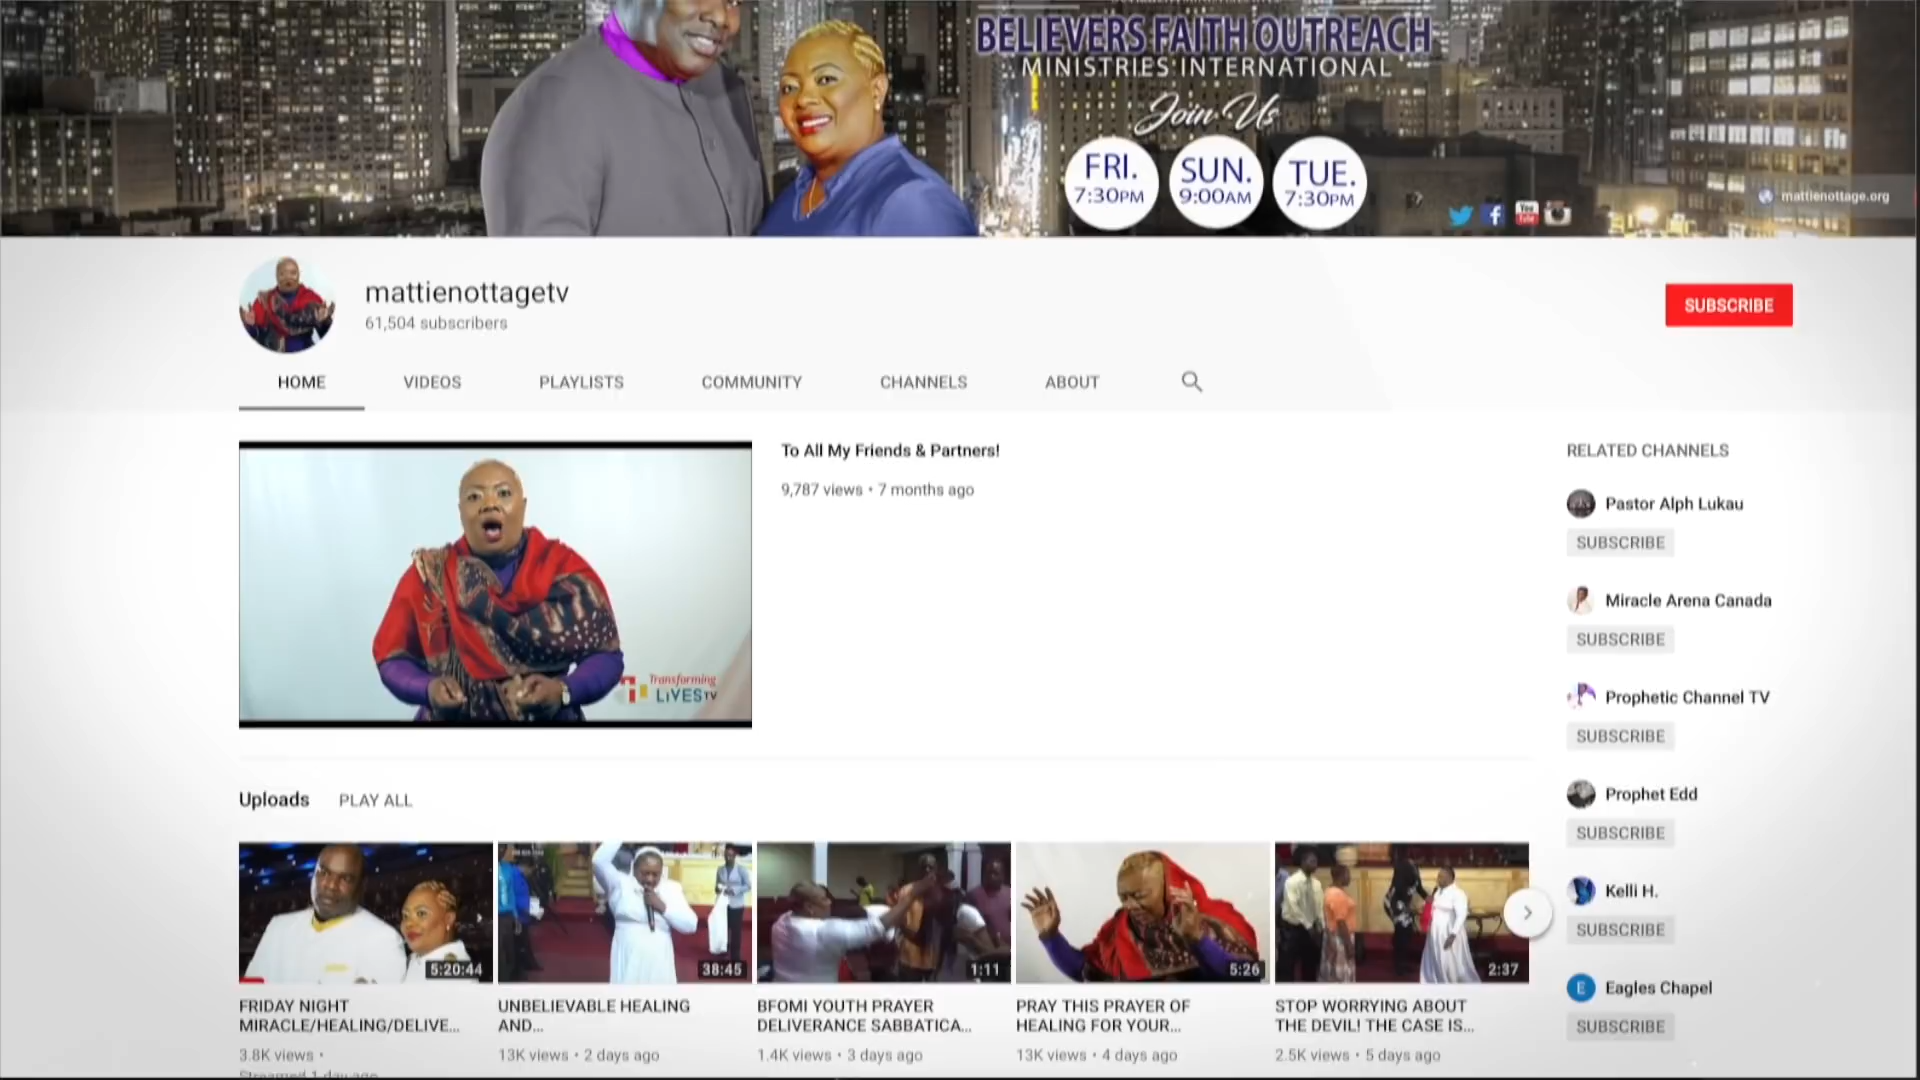 BELIEVERS FAITH OUTREACH
MINISTRIES INTERNATIONAL
Join Us
FRI.
7:30PM
SUN.
9:00AM
TUE.
7:30PM
You
mattienottage.org
mattienottagetv
61,504 subscribers
SUBSCRIBE
HOME VIDEOS PLAYLISTS COMMUNITY CHANNELS ABOUT
To All My Friends & Partners!
9,787 views • 7 months ago
Transforming
LiVESTV
RELATED CHANNELS
Pastor Alph Lukau
SUBSCRIBE
Miracle Arena Canada
SUBSCRIBE
Prophetic Channel TV
SUBSCRIBE
Prophet Edd
SUBSCRIBE
Kelli H.
SUBSCRIBE
E Eagles Chapel
SUBSCRIBE
Uploads PLAY ALL
5:20:44
FRIDAY NIGHT
MIRACLE/HEALING/DELIVE...
3.8K views •
Streamed 1 day ago
38:45
UNBELIEVABLE HEALING
AND...
13K views • 2 days ago
1:11
BFOMI YOUTH PRAYER
DELIVERANCE SABBATICA...
1.4K views • 3 days ago
5:26
PRAY THIS PRAYER OF
HEALING FOR YOUR...
13K views • 4 days ago
2:37
STOP WORRYING ABOUT
THE DEVIL! THE CASE IS...
2.5K views • 5 days ago